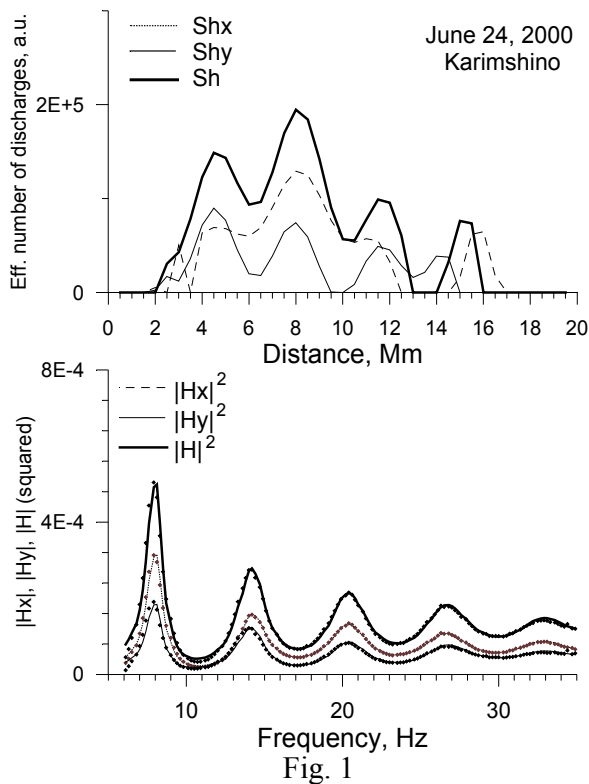 Shx
Shy
Sh
June 24, 2000
Karimshino
Eff. number of discharges, a.u.
2E+5
0
0 2 4 6 8 10 12 14 16 18 20
Distance, Mm
8E-4
|Hx|²
|Hy|²
|H|²
|Hx|, |Hy|, |H| (squared)
4E-4
0
10 20 30
Frequency, Hz
Fig. 1